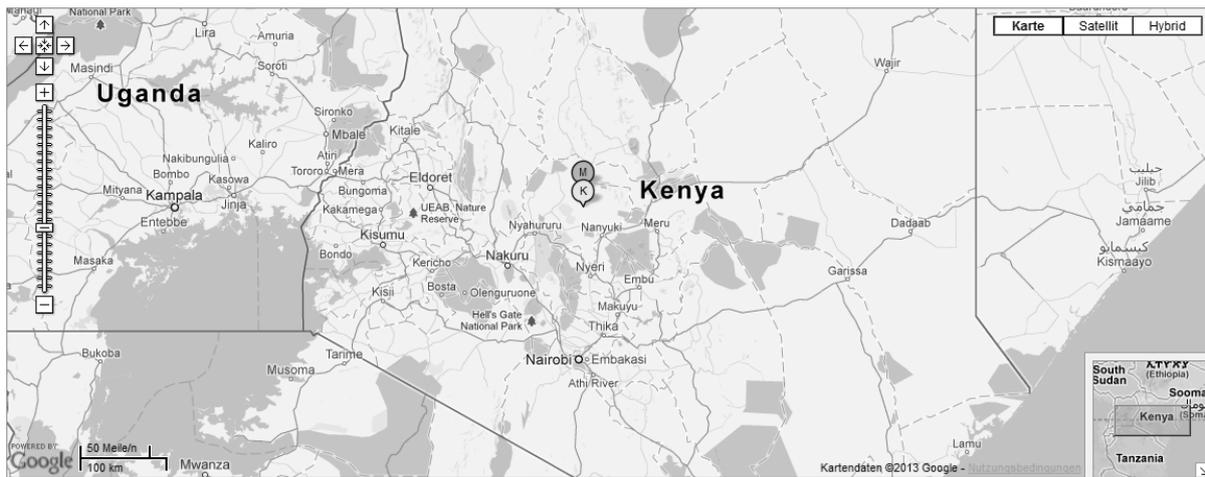 National Park
Lira
Amuria
Soroti
Masindi
Uganda
Sironko
Mbale
Kitale
Nakibungulia
Kaliro
Atiri
Bombo
Tororo
Mera
Mityana
Kasowa
Bungoma
Eldoret
Kampala
Jinja
Kakamega
UEAB, Nature
Reserve
Entebbe
Kisumu
Nyahururu
Nanyuki
Meru
Masaka
Bondo
Kericho
Nakuru
Nyeri
Embu
Kisii
Bosta
Olenguruone
Makuyu
Hell's Gate
National Park
Thika
Bukoba
Tarime
Musoma
Nairobi
Embakasi
Athi River
Mwanza
M
K
Kenya
Wajir
Dadaab
Garissa
Lamu
جيليب
Jilib
جمامي
Jamaame
كيسمايو
Kismaayo
Karte
Satellit
Hybrid
South
Sudan
(Ethiopia)
Kenya
Tanzania
POWERED BY
Google
50 Meile/n
100 km
Kartendaten ©2013 Google - Nutzungsbedingungen